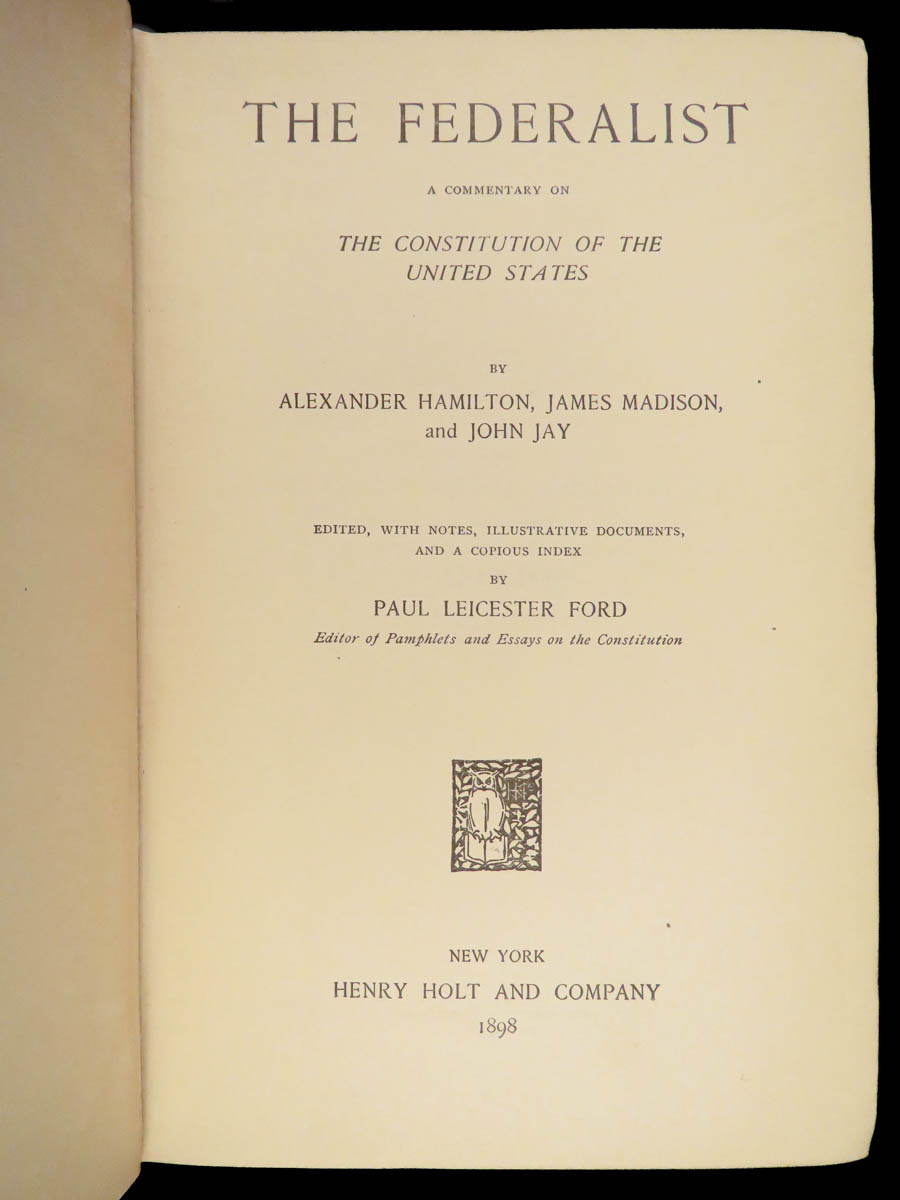 THE FEDERALIST
A COMMENTARY ON
THE CONSTITUTION OF THE
UNITED STATES
BY
ALEXANDER HAMILTON, JAMES MADISON,
and JOHN JAY
EDITED, WITH NOTES, ILLUSTRATIVE DOCUMENTS,
AND A COPIOUS INDEX
BY
PAUL LEICESTER FORD
Editor of Pamphlets and Essays on the Constitution
NEW YORK
HENRY HOLT AND COMPANY
1898